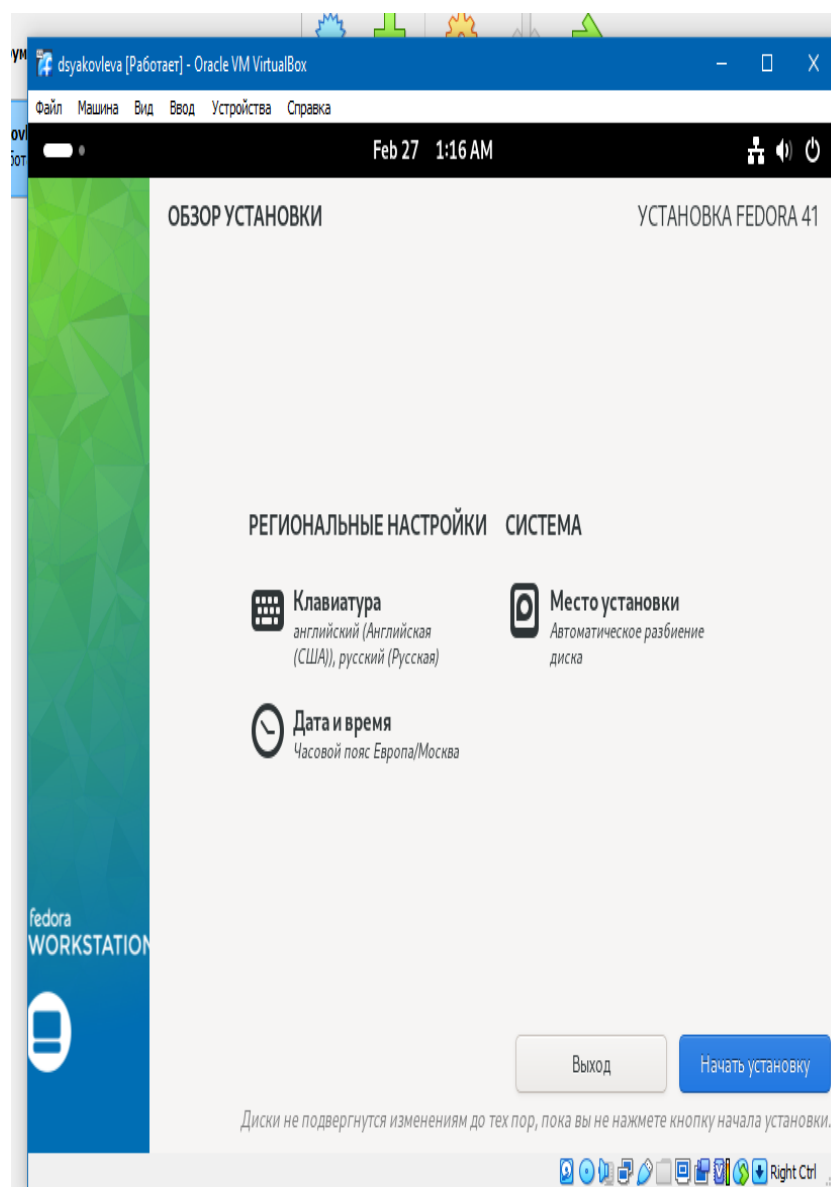 dsyakovleva [Работает] - Oracle VM VirtualBox
Файл Машина Вид Ввод Устройства Справка
Feb 27 1:16 AM
ОБЗОР УСТАНОВКИ
УСТАНОВКА FEDORA 41
РЕГИОНАЛЬНЫЕ НАСТРОЙКИ
СИСТЕМА
Клавиатура
английский (Английская
(США)), русский (Русская)
Место установки
Автоматическое разбиение
диска
Дата и время
Часовой пояс Европа/Москва
fedora
WORKSTATION
Выход
Начать установку
Диски не подвергнутся изменениям до тех пор, пока вы не нажмете кнопку начала установки.
Right Ctrl